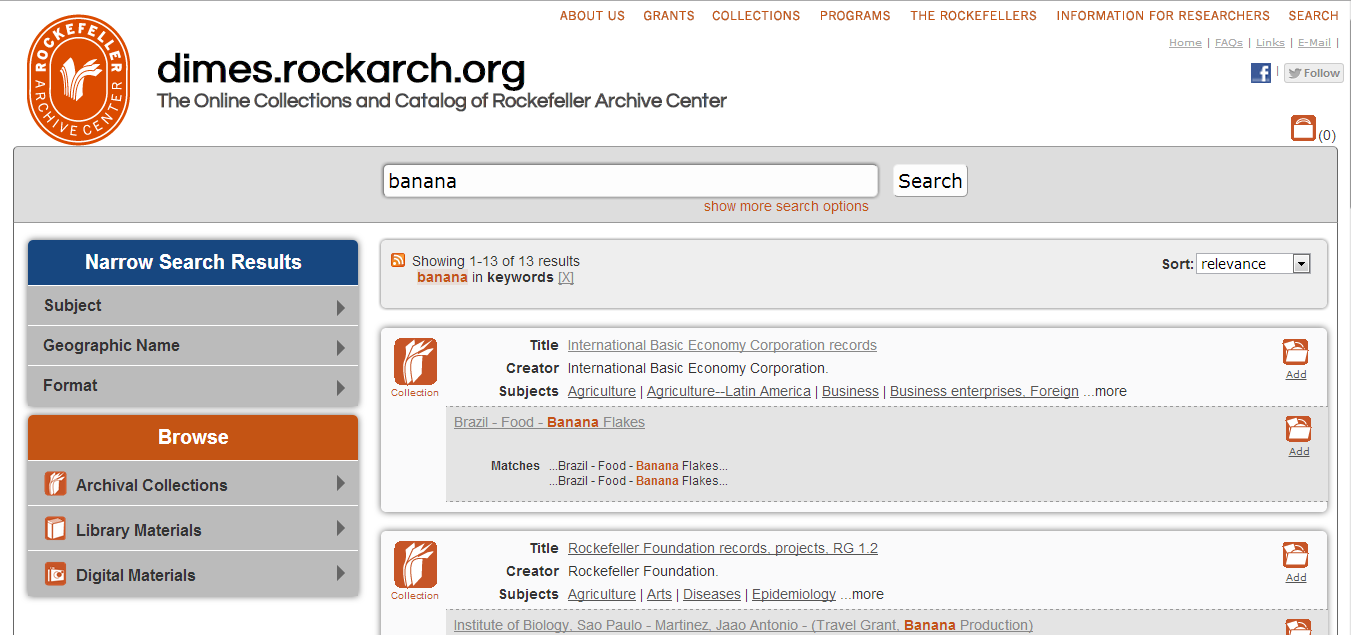 ABOUT US GRANTS COLLECTIONS PROGRAMS THE ROCKEFELLERS INFORMATION FOR RESEARCHERS SEARCH
Home | FAQs | Links | E-Mail |
f | Follow
ROCKEFELLER ARCHIVE CENTER
dimes.rockarch.org
The Online Collections and Catalog of Rockefeller Archive Center
(0)
banana Search
show more search options
Narrow Search Results
Subject
Geographic Name
Format
Browse
Archival Collections
Library Materials
Digital Materials
Showing 1-13 of 13 results
banana in keywords [X]
Sort: relevance
Collection
Title International Basic Economy Corporation records
Creator International Basic Economy Corporation.
Subjects Agriculture | Agriculture--Latin America | Business | Business enterprises, Foreign ...more
Add
Brazil - Food - Banana Flakes
Add
Matches ...Brazil - Food - Banana Flakes...
...Brazil - Food - Banana Flakes...
Collection
Title Rockefeller Foundation records, projects, RG 1.2
Creator Rockefeller Foundation.
Subjects Agriculture | Arts | Diseases | Epidemiology ...more
Add
Institute of Biology, Sao Paulo - Martinez, Jaao Antonio - (Travel Grant, Banana Production)